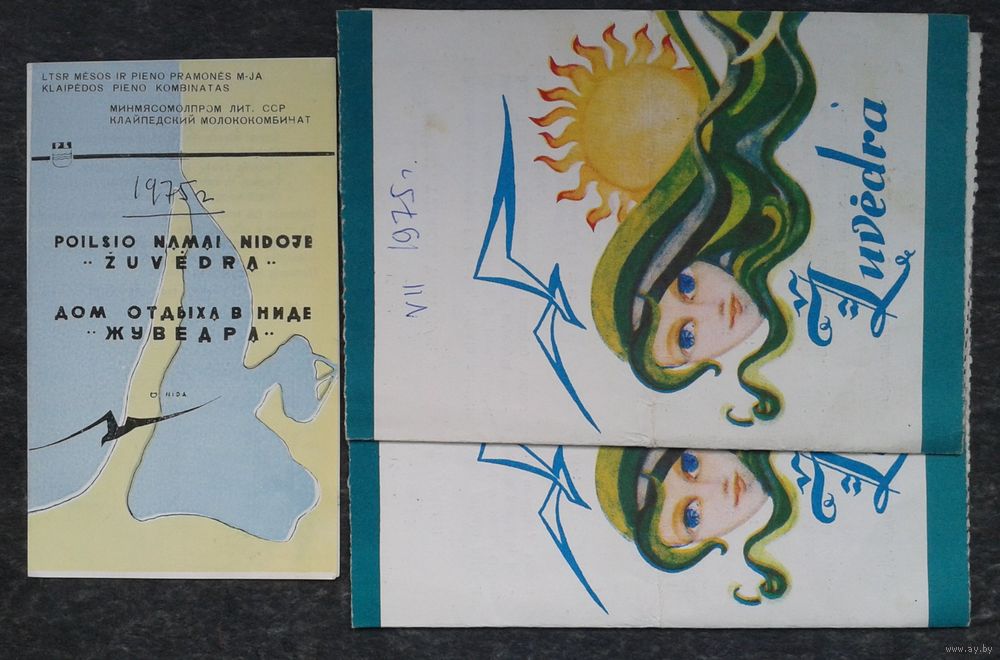 LTSR MĖSOS IR PIENO PRAMONĖS M-JA
KLAIPĖDOS PIENO KOMBINATAS
МИНМЯСОМОЛПРОМ ЛИТ. ССР
КЛАЙПЕДСКИЙ МОЛОКОКОМБИНАТ
1975г
POILSIO NAMAI NIDOJE
"ŽUVĖDRA"
ДОМ ОТДЫХА В НИДЕ
"ЖУВЕДРА"
NIDA
VII 1975г.
Žuvėdra
www.ay.by